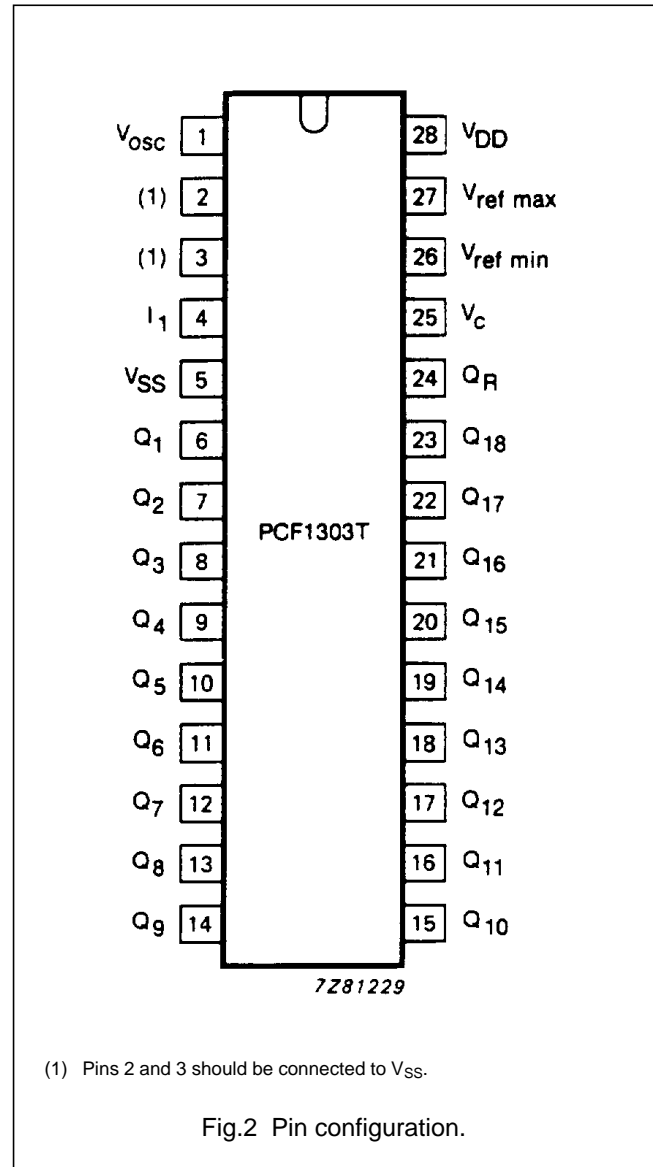 V_OSC 1 28 V_DD
(1) 2 27 V_ref max
(1) 3 26 V_ref min
I_1 4 25 V_C
V_SS 5 24 Q_R
Q_1 6 23 Q_18
Q_2 7 22 Q_17
PCF1303T
Q_3 8 21 Q_16
Q_4 9 20 Q_15
Q_5 10 19 Q_14
Q_6 11 18 Q_13
Q_7 12 17 Q_12
Q_8 13 16 Q_11
Q_9 14 15 Q_10
7Z81229
(1) Pins 2 and 3 should be connected to V_SS.
Fig.2 Pin configuration.